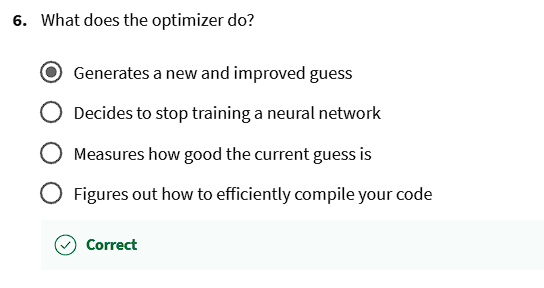 6. What does the optimizer do?
Generates a new and improved guess
Decides to stop training a neural network
Measures how good the current guess is
Figures out how to efficiently compile your code
Correct